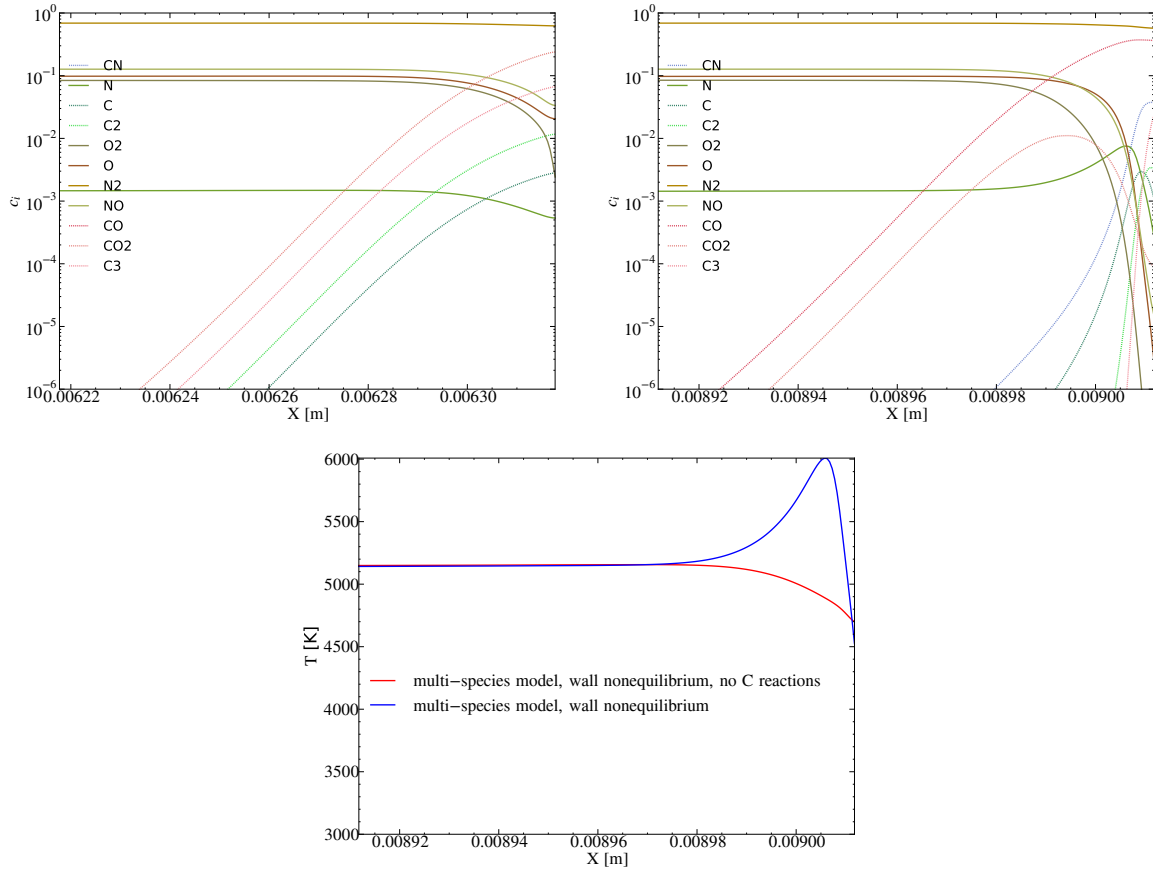 10^0
10^-1
10^-2
10^-3
10^-4
10^-5
10^-6
c_i
CN
N
C
C2
O2
O
N2
NO
CO
CO2
C3
0.00622
0.00624
0.00626
0.00628
0.00630
X [m]
10^0
10^-1
10^-2
10^-3
10^-4
10^-5
10^-6
c_i
CN
N
C
C2
O2
O
N2
NO
CO
CO2
C3
0.00892
0.00894
0.00896
0.00898
0.00900
X [m]
6000
5500
5000
4500
4000
3500
3000
T [K]
multi−species model, wall nonequilibrium, no C reactions
multi−species model, wall nonequilibrium
0.00892
0.00894
0.00896
0.00898
0.00900
X [m]